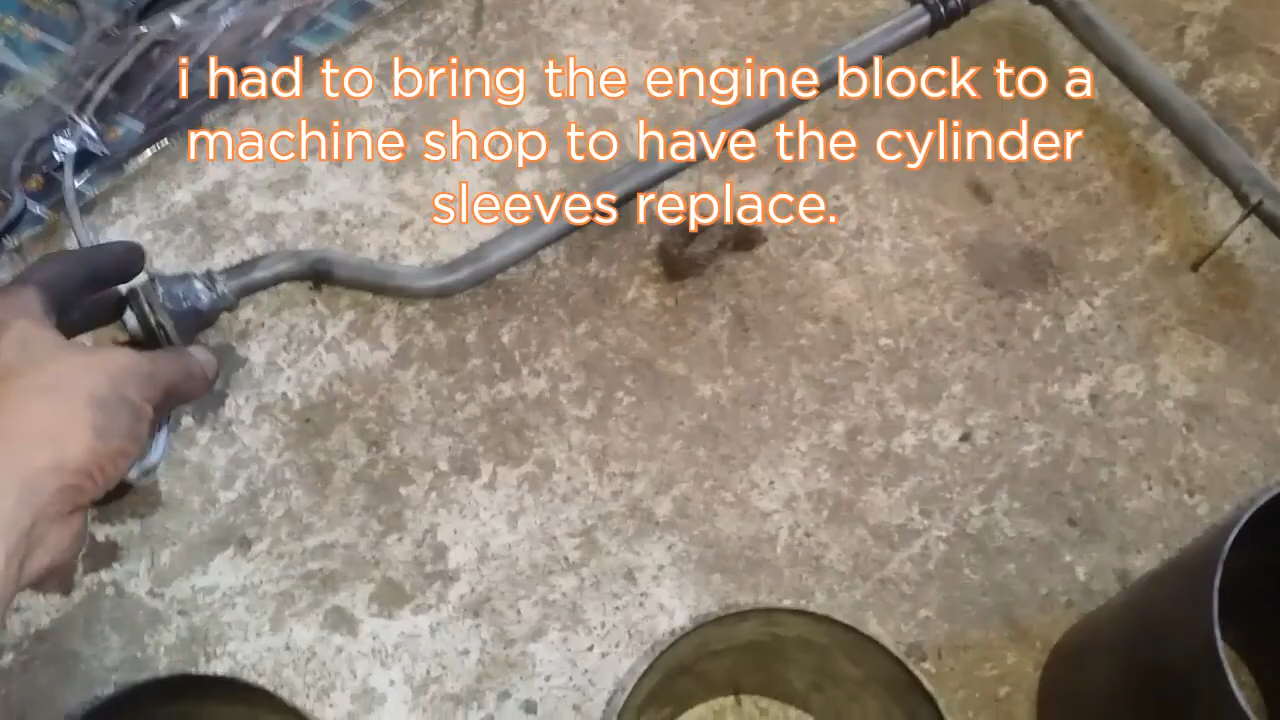 i had to bring the engine block to a
machine shop to have the cylinder
sleeves replace.